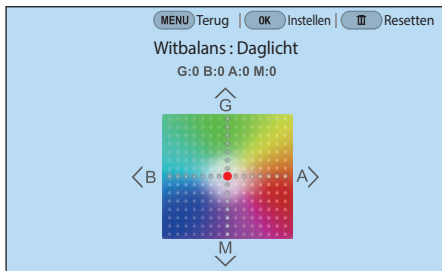 MENU Terug | OK Instellen | Resetten
Witbalans : Daglicht
G:0 B:0 A:0 M:0
G
B A
M